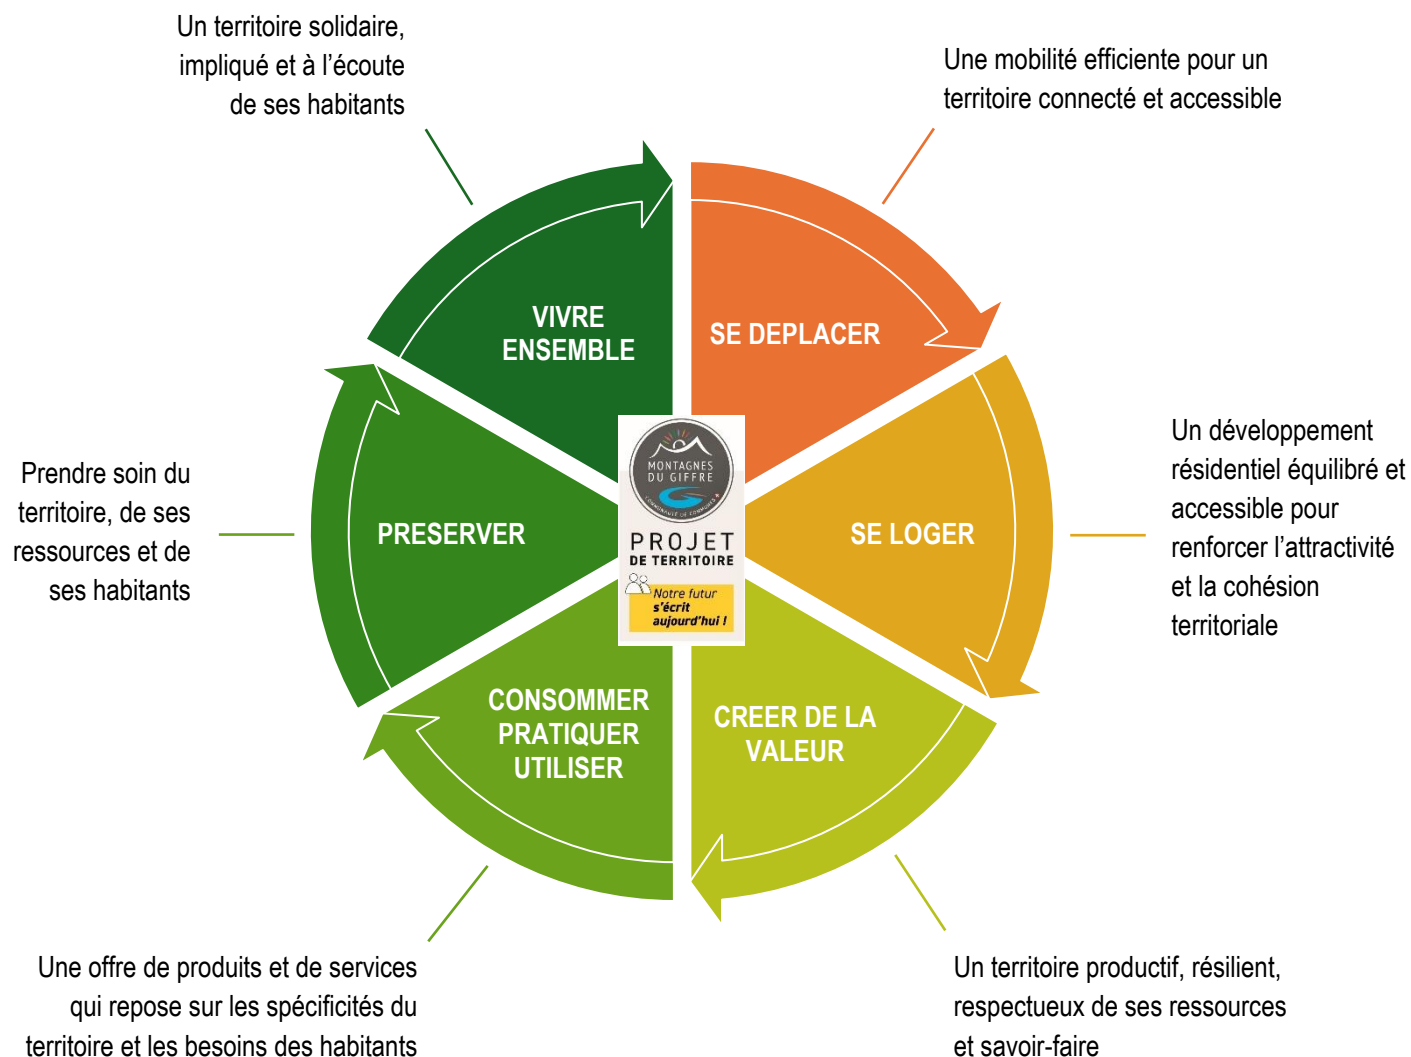 Un territoire solidaire,
impliqué et à l'écoute
de ses habitants
Une mobilité efficiente pour un
territoire connecté et accessible
VIVRE
ENSEMBLE
SE DEPLACER
Prendre soin du
territoire, de ses
ressources et de
ses habitants
PRESERVER
MONTAGNES
DU GIFFRE
COMMUNAUTÉ DE COMMUNES
PROJET
DE TERRITOIRE
Notre futur
s'écrit
aujourd'hui !
SE LOGER
Un développement
résidentiel équilibré et
accessible pour
renforcer l'attractivité
et la cohésion
territoriale
CONSOMMER
PRATIQUER
UTILISER
CREER DE LA
VALEUR
Une offre de produits et de services
qui repose sur les spécificités du
territoire et les besoins des habitants
Un territoire productif, résilient,
respectueux de ses ressources
et savoir-faire